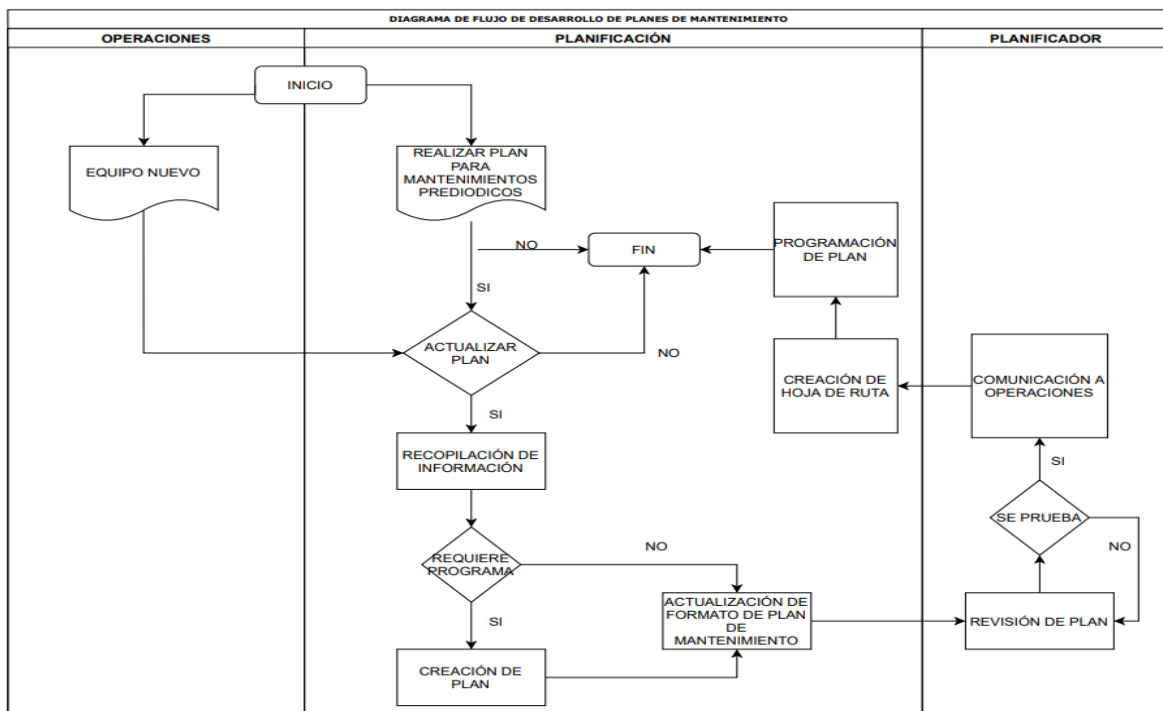 DIAGRAMA DE FLUJO DE DESARROLLO DE PLANES DE MANTENIMIENTO
OPERACIONES
PLANIFICACIÓN
PLANIFICADOR
INICIO
EQUIPO NUEVO
REALIZAR PLAN
PARA
MANTENIMIENTOS
PREDIODICOS
NO
FIN
PROGRAMACIÓN
DE PLAN
SI
ACTUALIZAR
PLAN
NO
CREACIÓN DE
HOJA DE RUTA
COMUNICACIÓN A
OPERACIONES
SI
RECOPILACIÓN DE
INFORMACIÓN
SI
SE PRUEBA
NO
REQUIERE
PROGRAMA
NO
SI
ACTUALIZACIÓN DE
FORMATO DE PLAN
DE
MANTENIMIENTO
REVISIÓN DE PLAN
CREACIÓN DE
PLAN